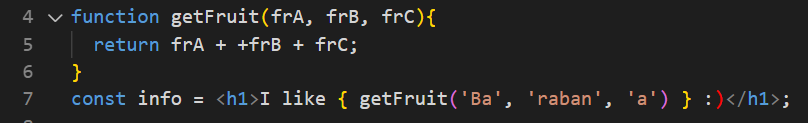 4 function getFruit(frA, frB, frC){
5 return frA + +frB + frC;
6 }
7 const info = <h1>I like { getFruit('Ba', 'raban', 'a') } :)</h1>;